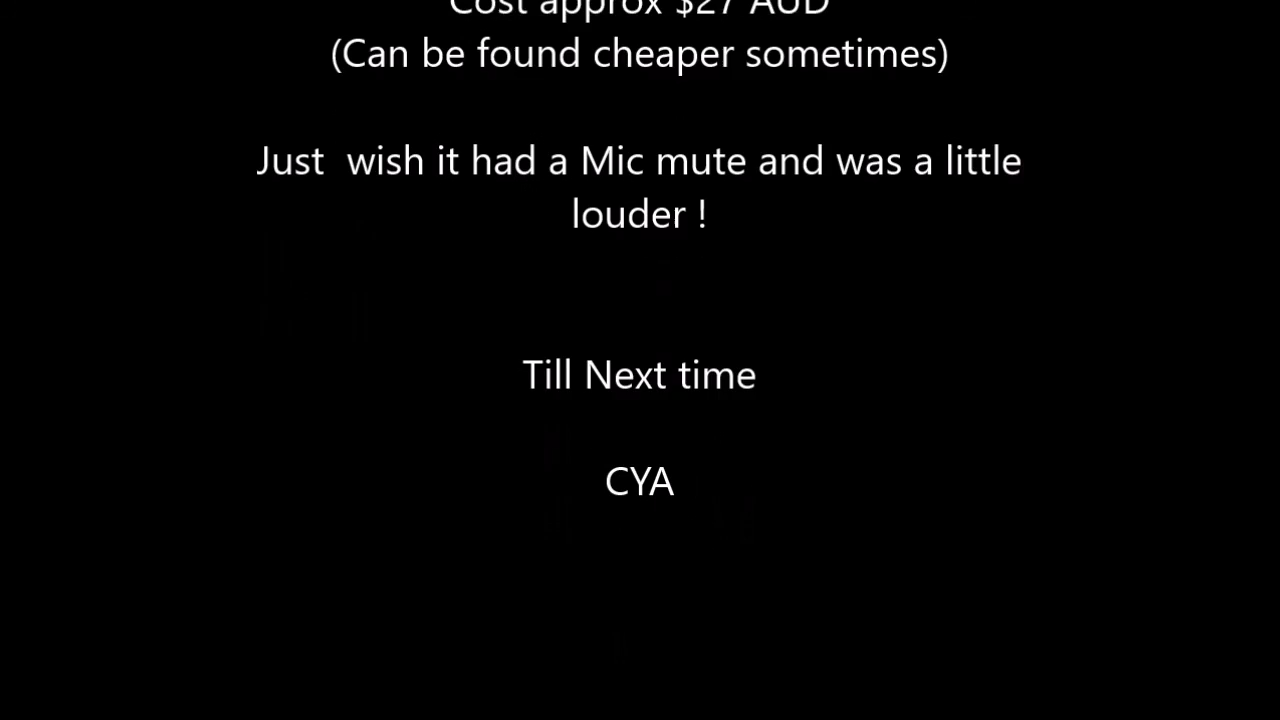 Cost approx $27 AUD
(Can be found cheaper sometimes)
Just  wish it had a Mic mute and was a little
louder !
Till Next time
CYA